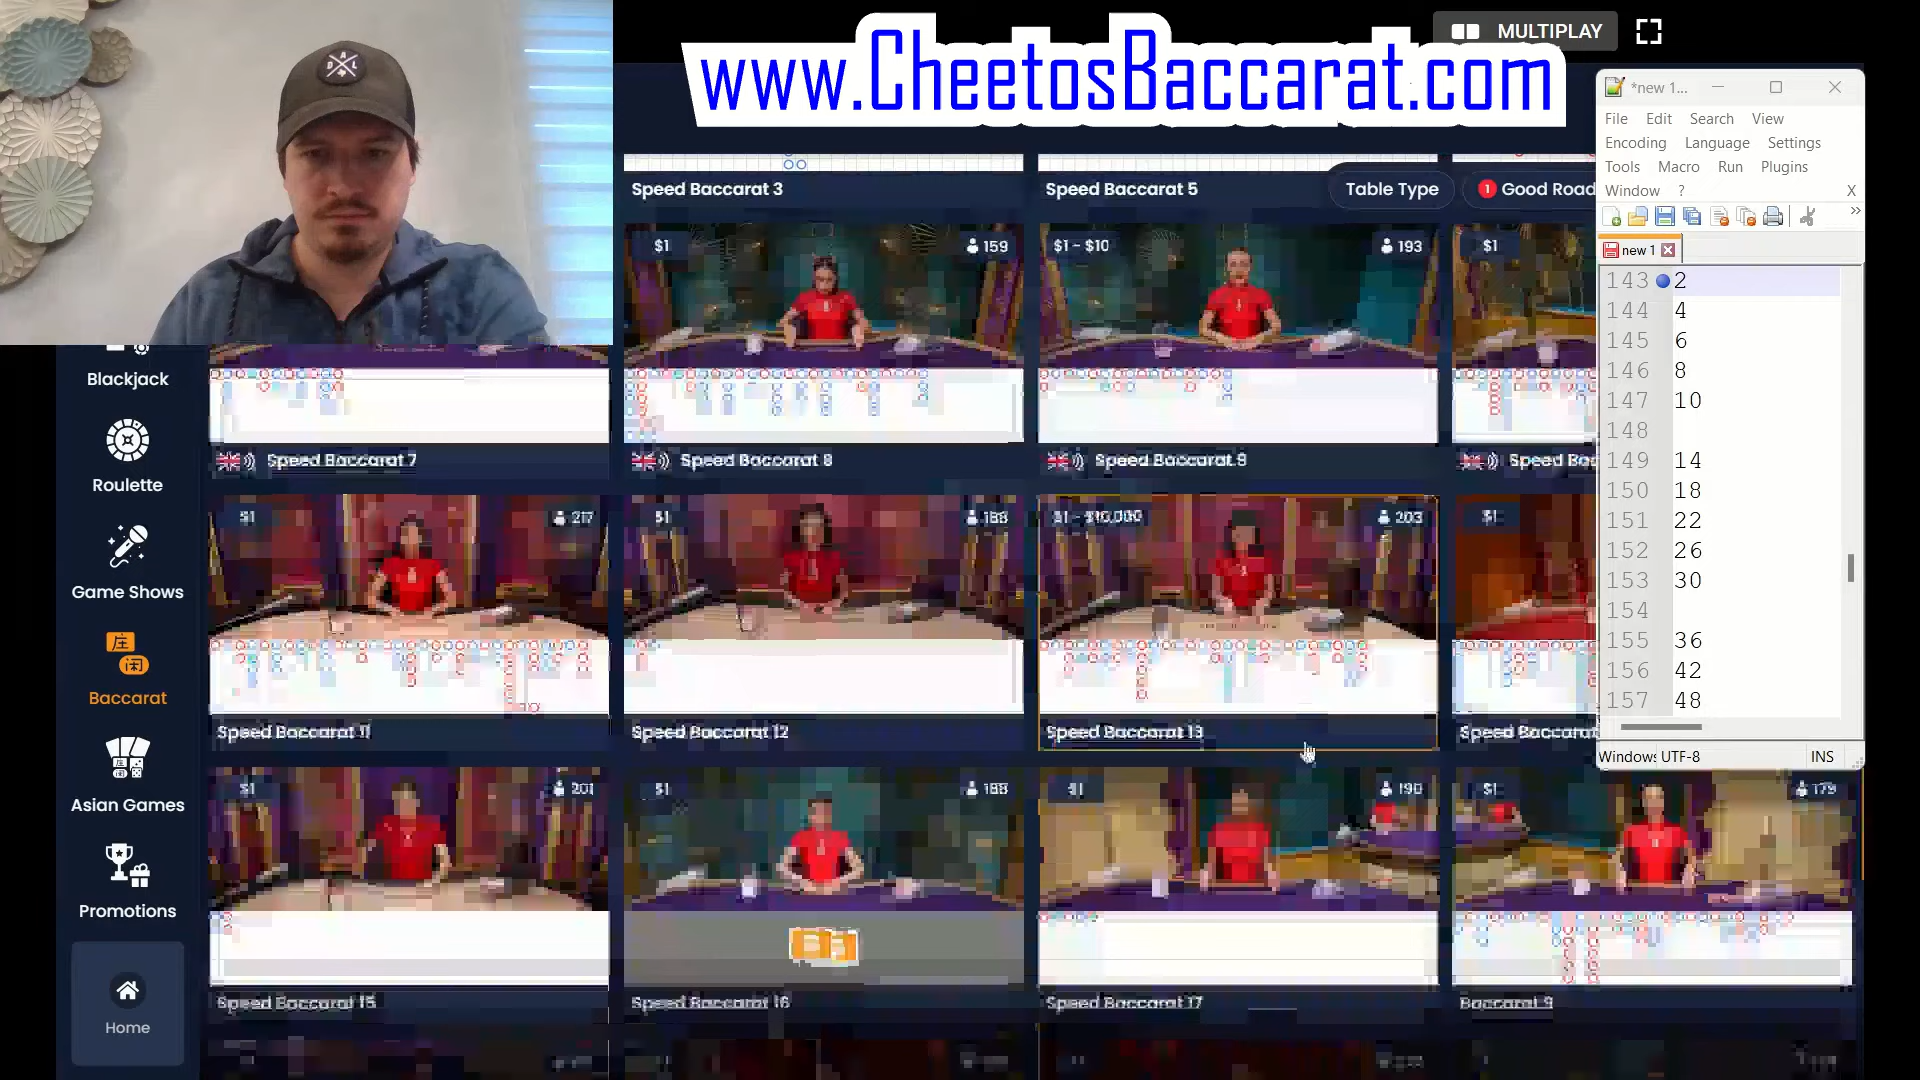 MULTIPLAY
www.CheetosBaccarat.com
*new 1...
File Edit Search View
Encoding Language Settings
Tools Macro Run Plugins
Window ? X
new 1
143 2
144 4
145 6
146 8
147 10
148
149 14
150 18
151 22
152 26
153 30
154
155 36
156 42
157 48
Windows UTF-8 INS
Speed Baccarat 3
Speed Baccarat 5
Table Type
1 Good Road
$1 159
$1 - $10 193
$1
Speed Baccarat 7
Speed Baccarat 8
Speed Baccarat 9
$1 217
$1 188
$1 - $10,000 203
$1
Speed Baccarat 11
Speed Baccarat 12
Speed Baccarat 13
Speed Baccarat
$1 201
$1 188
$1 190
$1 179
Speed Baccarat 15
Speed Baccarat 16
Speed Baccarat 17
Baccarat 9
Blackjack
Roulette
Game Shows
庄
闲
Baccarat
Asian Games
Promotions
Home